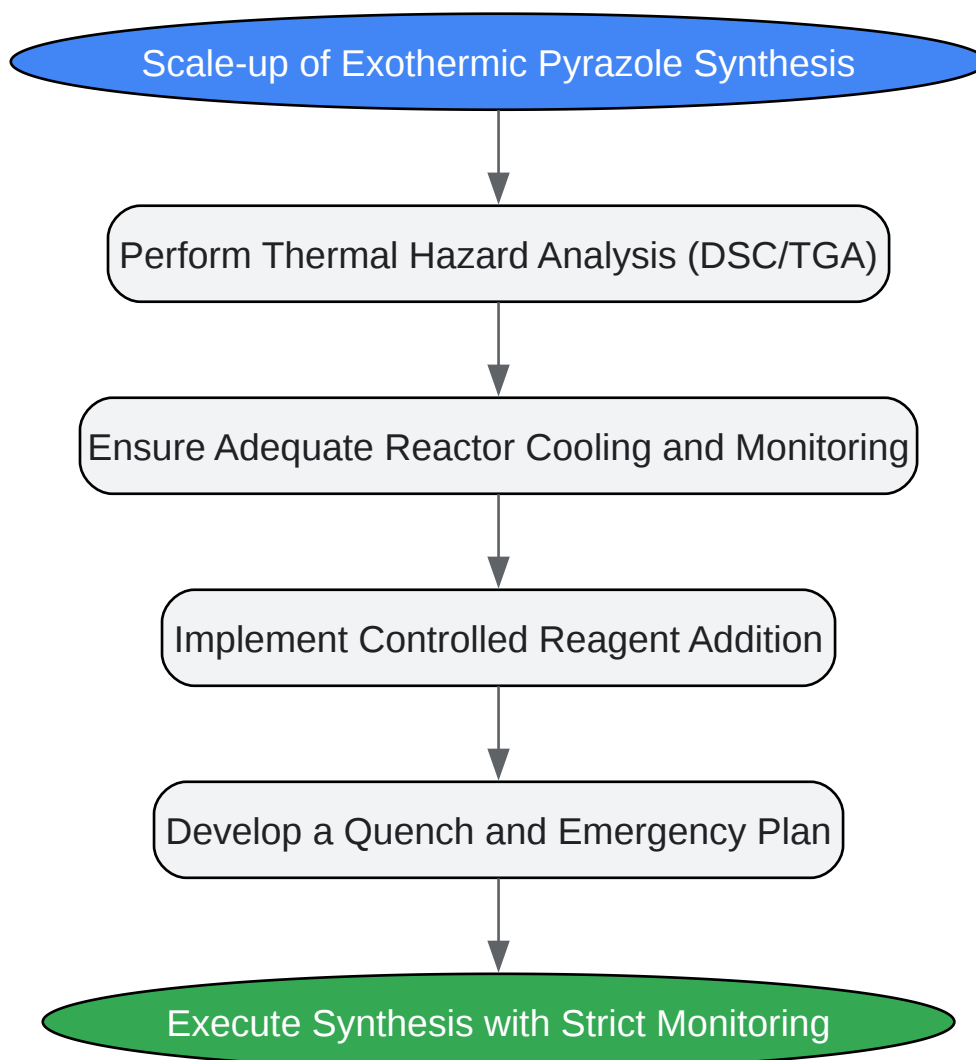 Scale-up of Exothermic Pyrazole Synthesis
Perform Thermal Hazard Analysis (DSC/TGA)
Ensure Adequate Reactor Cooling and Monitoring
Implement Controlled Reagent Addition
Develop a Quench and Emergency Plan
Execute Synthesis with Strict Monitoring